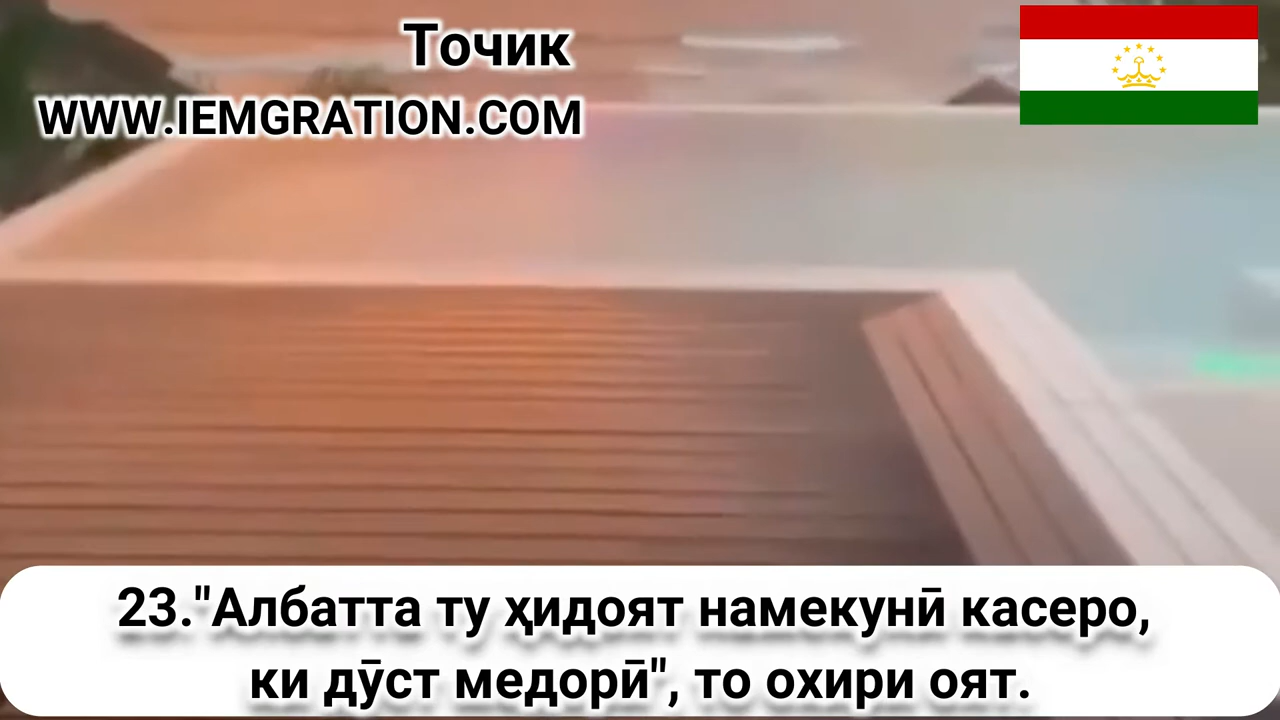 Точик
WWW.IEMGRATION.COM
23."Албатта ту ҳидоят намекунӣ касеро,
ки дӯст медорӣ", то охири оят.